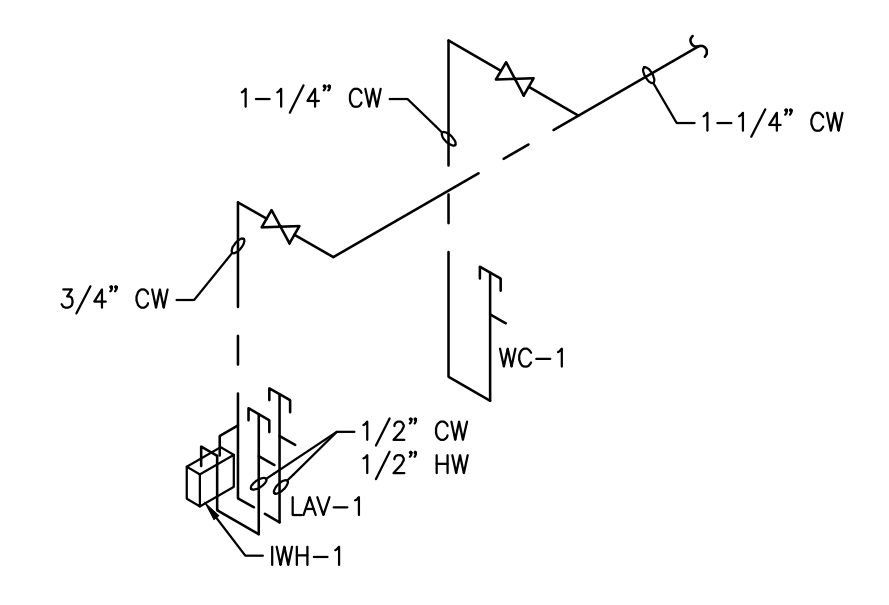 1-1/4" CW
1-1/4" CW
3/4" CW
WC-1
1/2" CW
1/2" HW
LAV-1
IWH-1